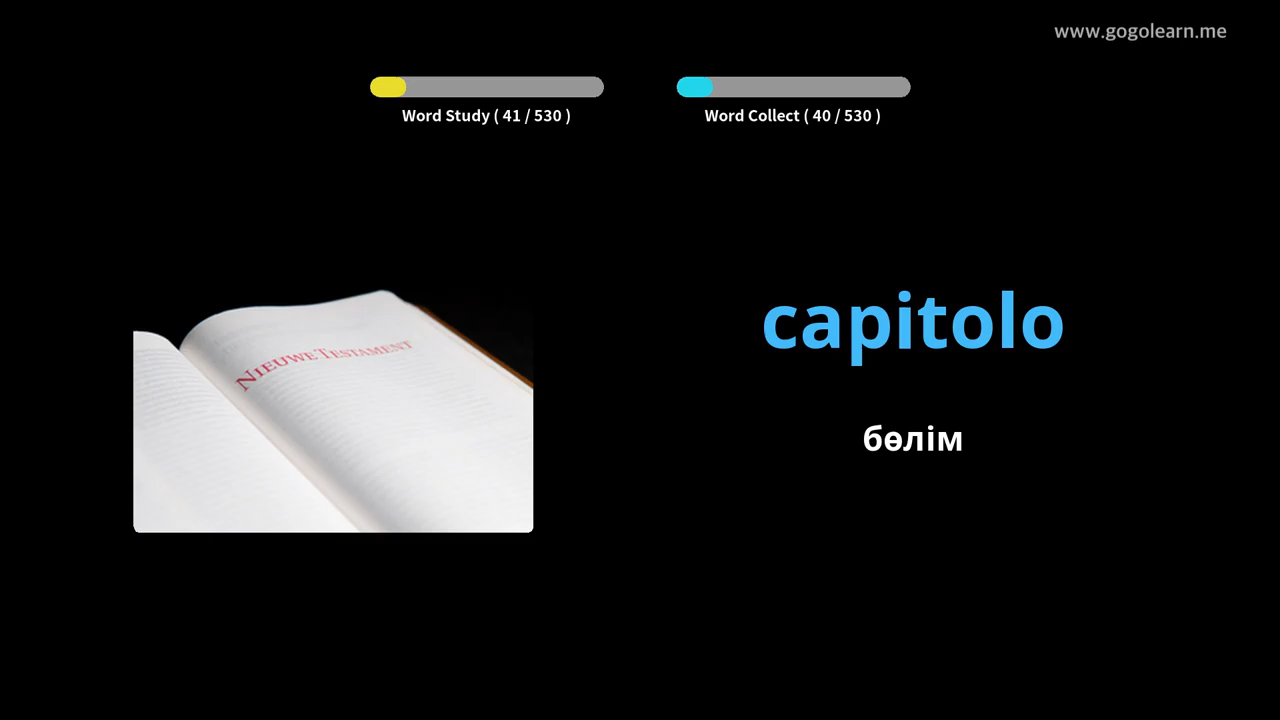 www.gogolearn.me
Word Study ( 41 / 530 )
Word Collect ( 40 / 530 )
NIEUWE TESTAMENT
capitolo
бөлім